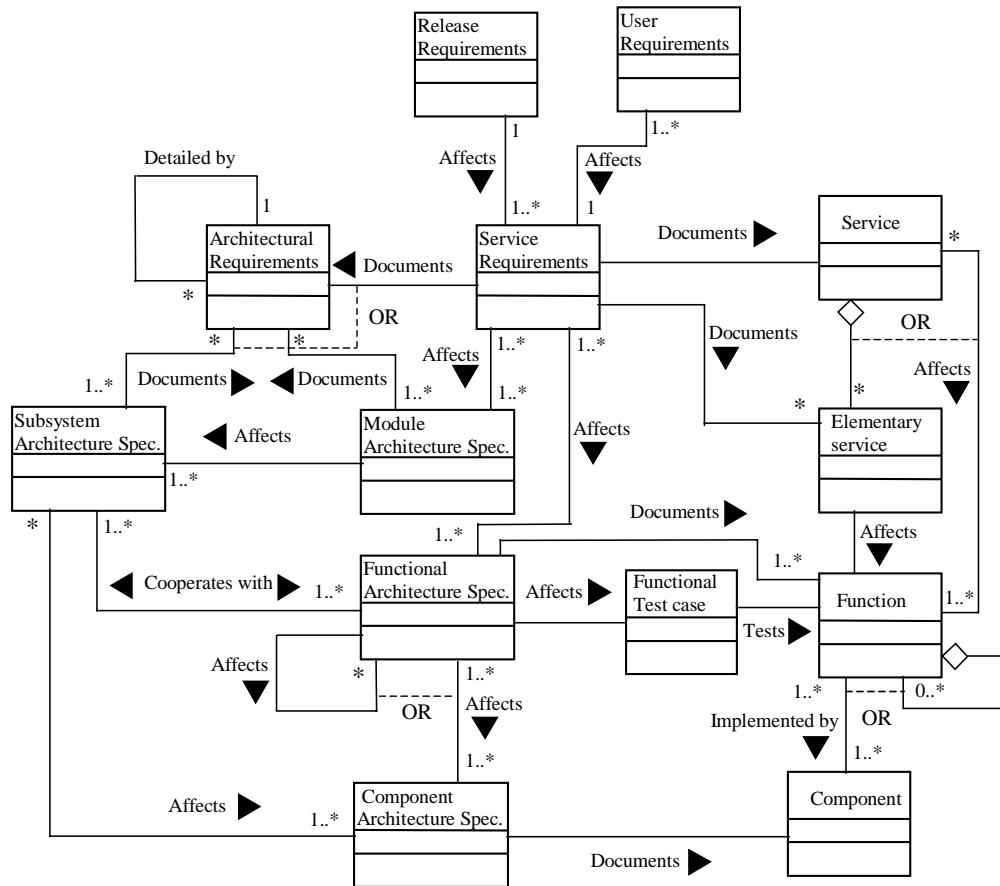 Release
Requirements
User
Requirements
1
1..*
Detailed by
Affects
Affects
1
1..*
1
Architectural
Requirements
Service
Requirements
Documents
Service
*
Documents
*
OR
OR
*
*
1..*
1..*
Affects
Documents
Affects
1..*
Documents
Documents
1..*
*
Subsystem
Architecture Spec.
Module
Architecture Spec.
Affects
Affects
Elementary
service
1..*
*
1..*
Documents
1..*
Affects
1..*
Cooperates with
1..*
Functional
Architecture Spec.
Affects
Functional
Test case
Function
1..*
Tests
Affects
*
1..*
OR
Affects
1..*
0..*
OR
Implemented by
1..*
1..*
Affects
1..*
Component
Architecture Spec.
Component
Documents